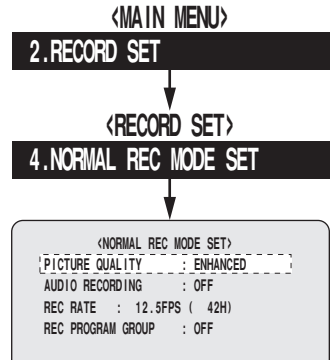 <MAIN MENU>
2.RECORD SET
<RECORD SET>
4.NORMAL REC MODE SET
<NORMAL REC MODE SET>
PICTURE QUALITY : ENHANCED
AUDIO RECORDING : OFF
REC RATE : 12.5FPS ( 42H)
REC PROGRAM GROUP : OFF